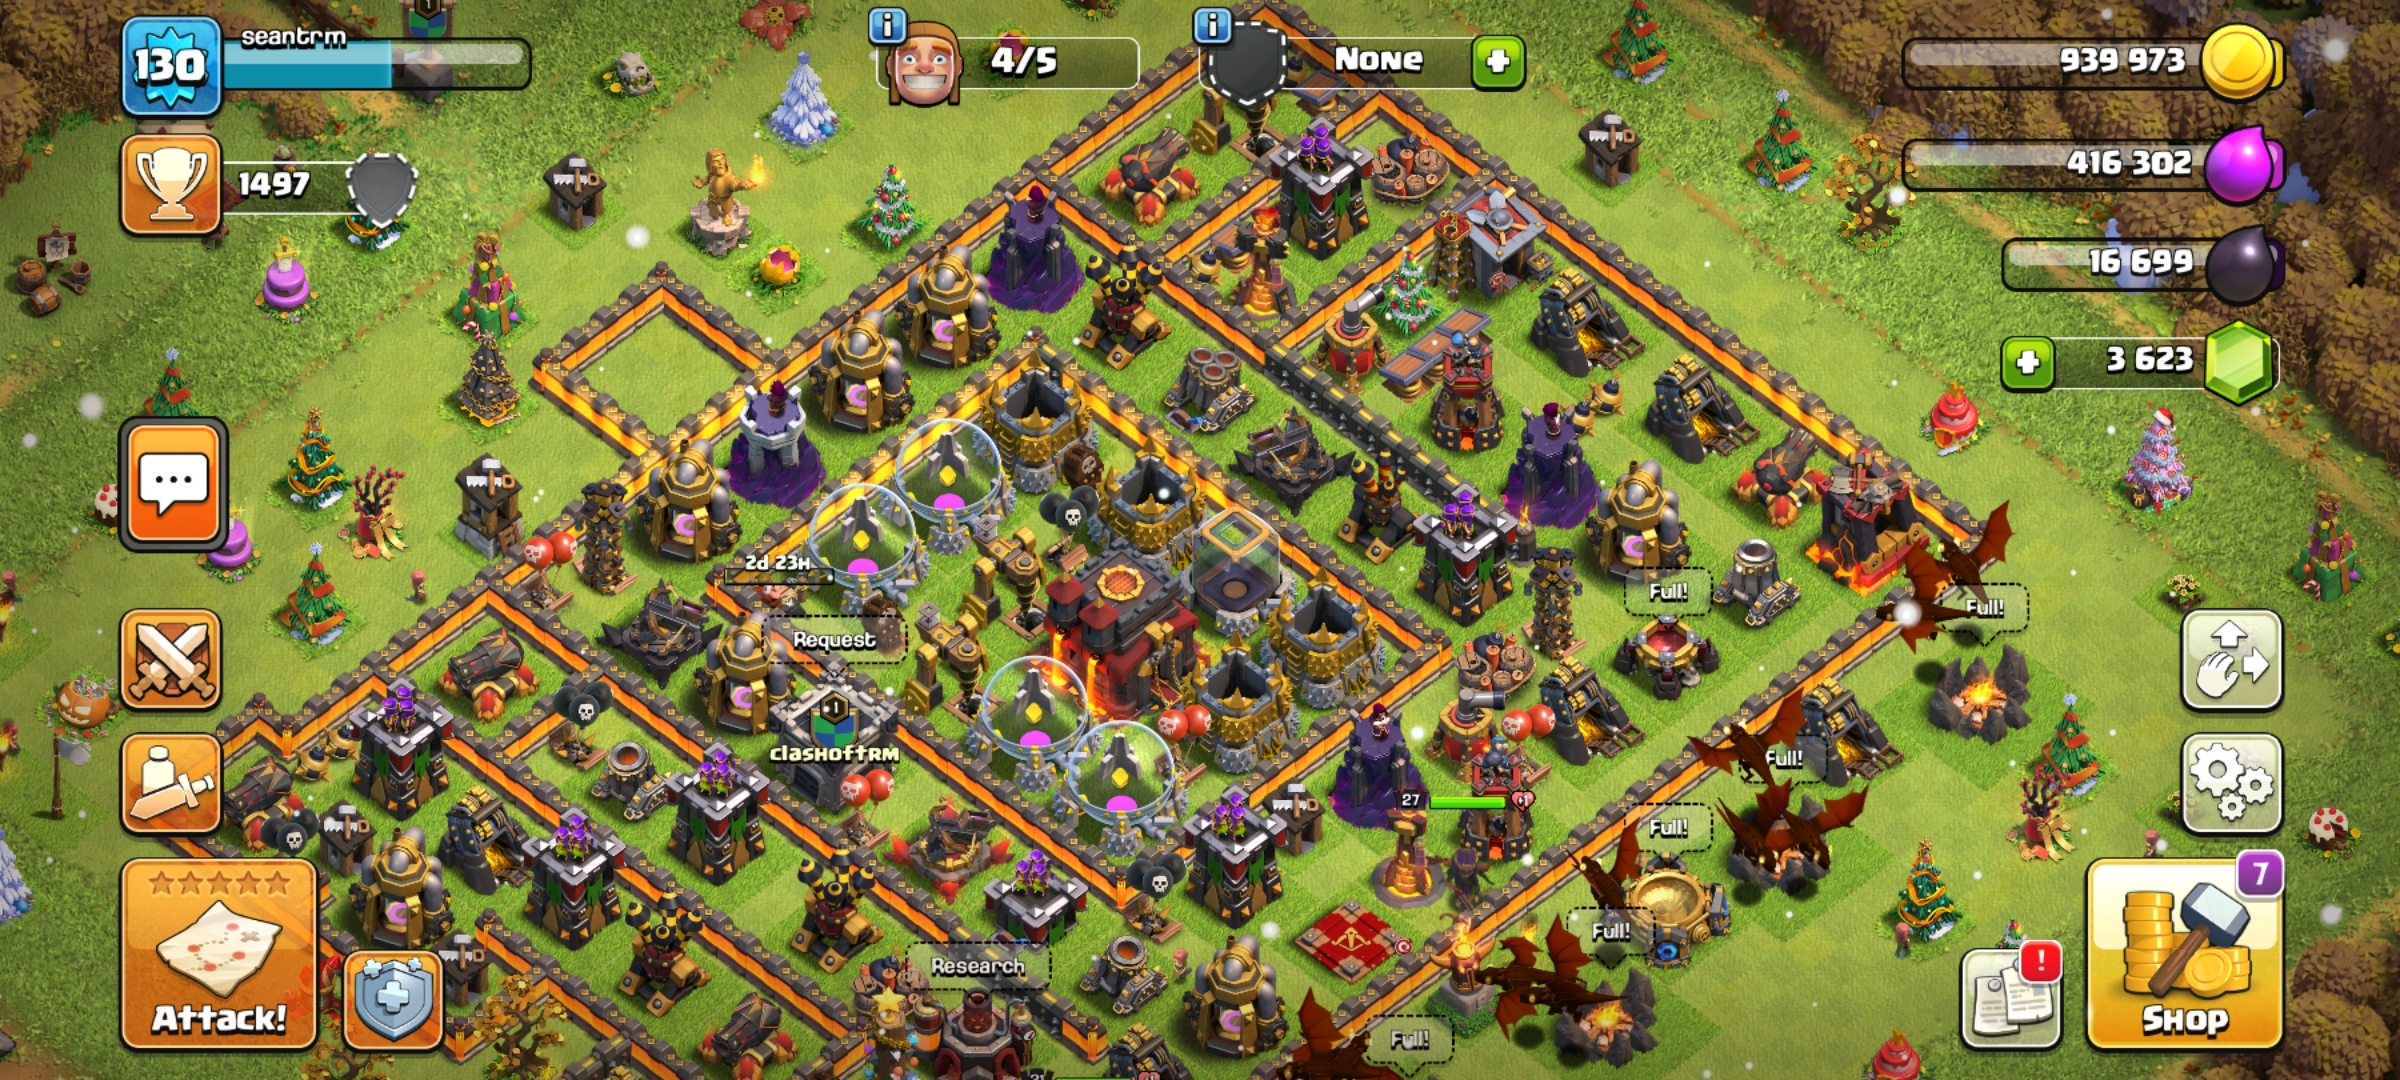 130
seantrm
4/5
None
939 973
1497
416 302
16 699
3 623
2d 23h
Request
clashoftrm
Full!
Full!
Full!
27
Full!
Full!
Research
Full!
7
Attack!
Shop